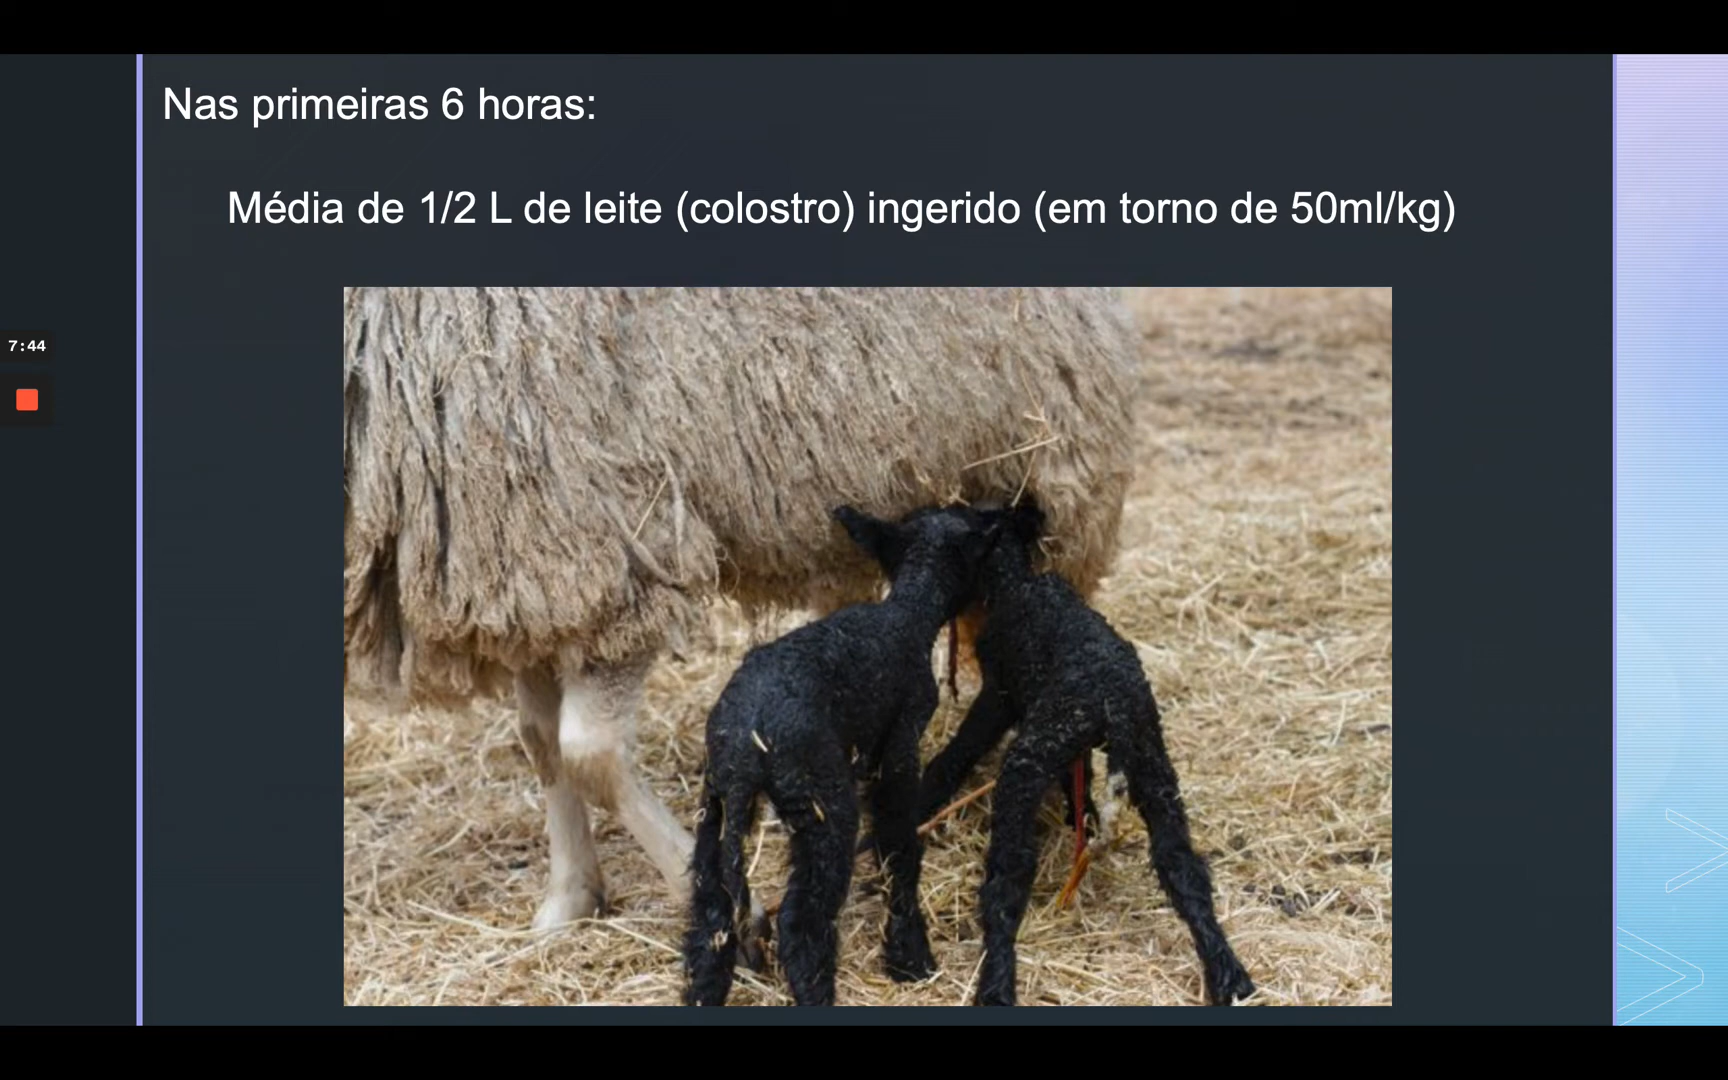 Nas primeiras 6 horas:
Média de 1/2 L de leite (colostro) ingerido (em torno de 50ml/kg)
7:44